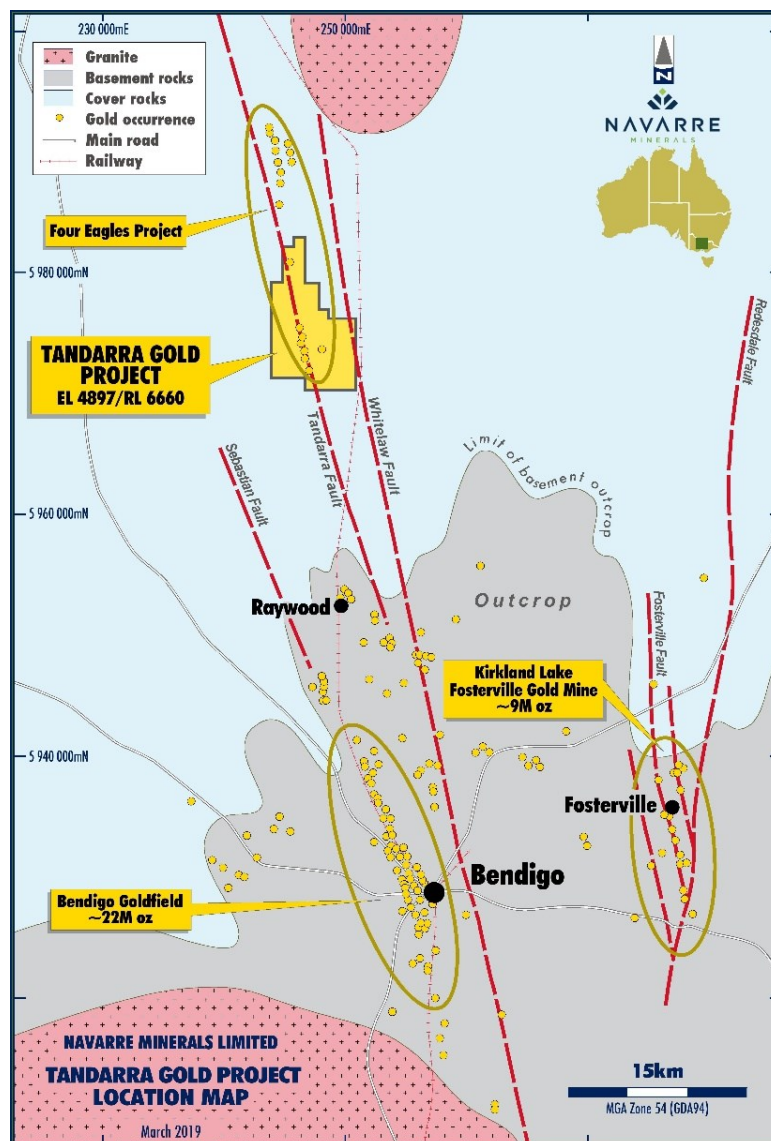 230 000mE
250 000mE
Granite
Basement rocks
Cover rocks
Gold occurrence
Main road
Railway
N
NAVARRE
MINERALS
Four Eagles Project
5 980 000mN
TANDARRA GOLD
PROJECT
EL 4897/RL 6660
Redesdale Fault
Whitelaw Fault
Tandarra Fault
Sebastian Fault
Limit of basement outcrop
5 960 000mN
Outcrop
Raywood
Fosterville Fault
Kirkland Lake
Fosterville Gold Mine
~9M oz
5 940 000mN
Fosterville
Bendigo
Bendigo Goldfield
~22M oz
NAVARRE MINERALS LIMITED
TANDARRA GOLD PROJECT
LOCATION MAP
March 2019
15km
MGA Zone 54 (GDA94)